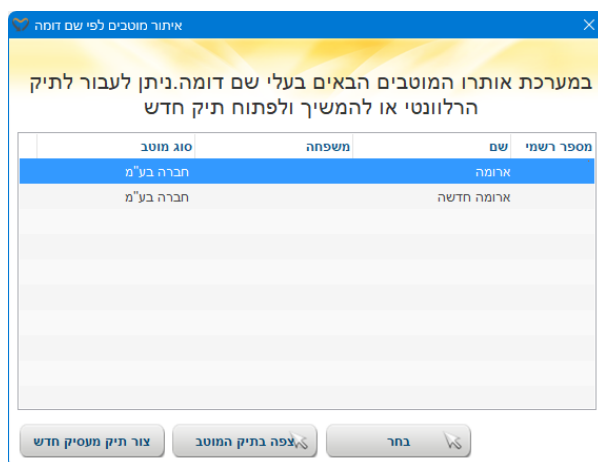 איתור מוטבים לפי שם דומה
במערכת אותרו המוטבים הבאים בעלי שם דומה.ניתן לעבור לתיק
הרלוונטי או להמשיך ולפתוח תיק חדש
מספר רשמי שם משפחה סוג מוטב
ארומה חברה בע"מ
ארומה חדשה חברה בע"מ
בחר צפה בתיק המוטב צור תיק מעסיק חדש